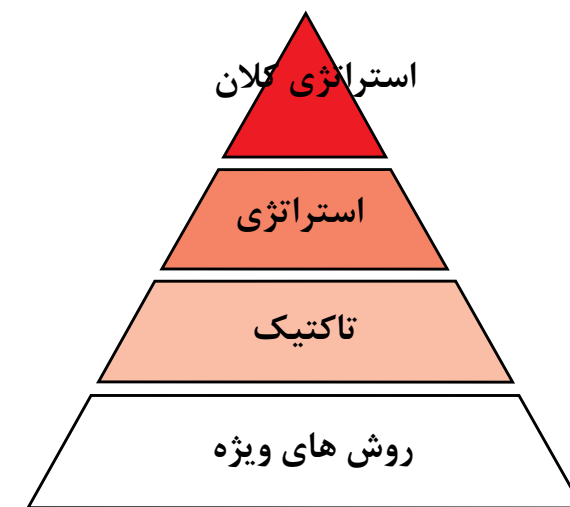 استراتژی کلان
استراتژی
تاکتیک
روش های ویژه